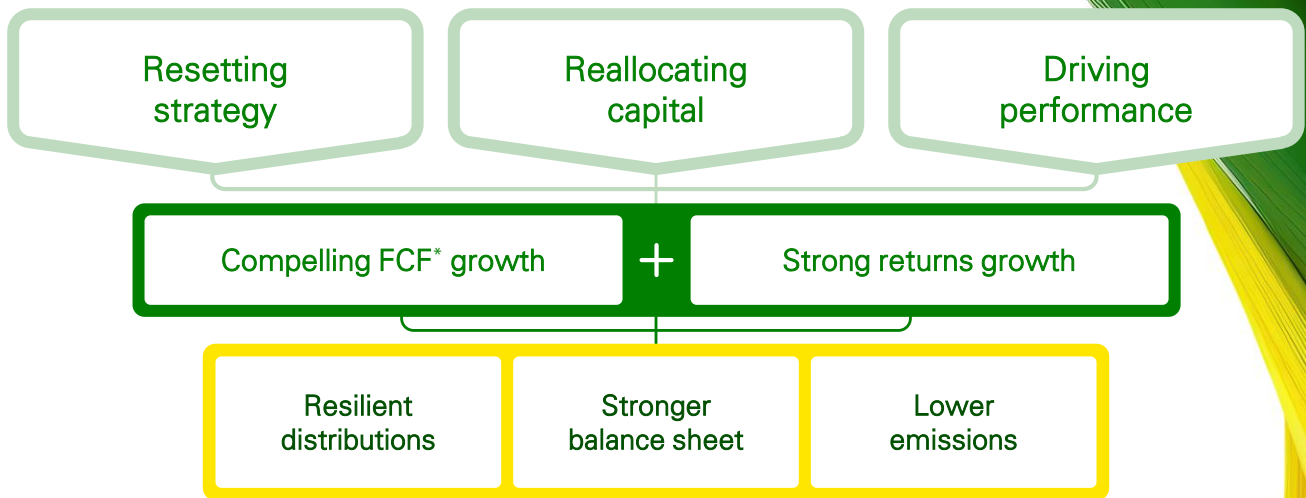 Resetting
strategy
Reallocating
capital
Driving
performance
Compelling FCF* growth
+
Strong returns growth
Resilient
distributions
Stronger
balance sheet
Lower
emissions